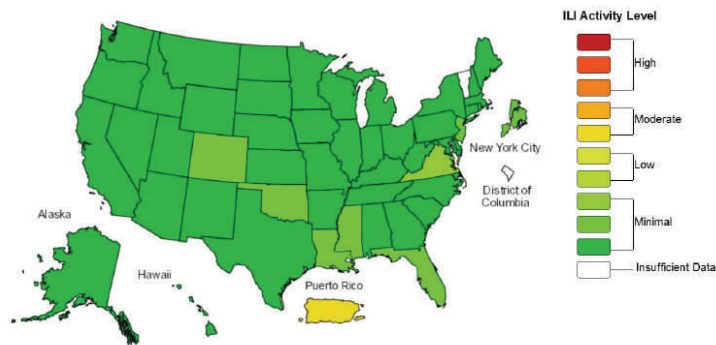 ILI Activity Level
High
Moderate
Low
Minimal
Insufficient Data
New York City
District of
Columbia
Alaska
Hawaii
Puerto Rico